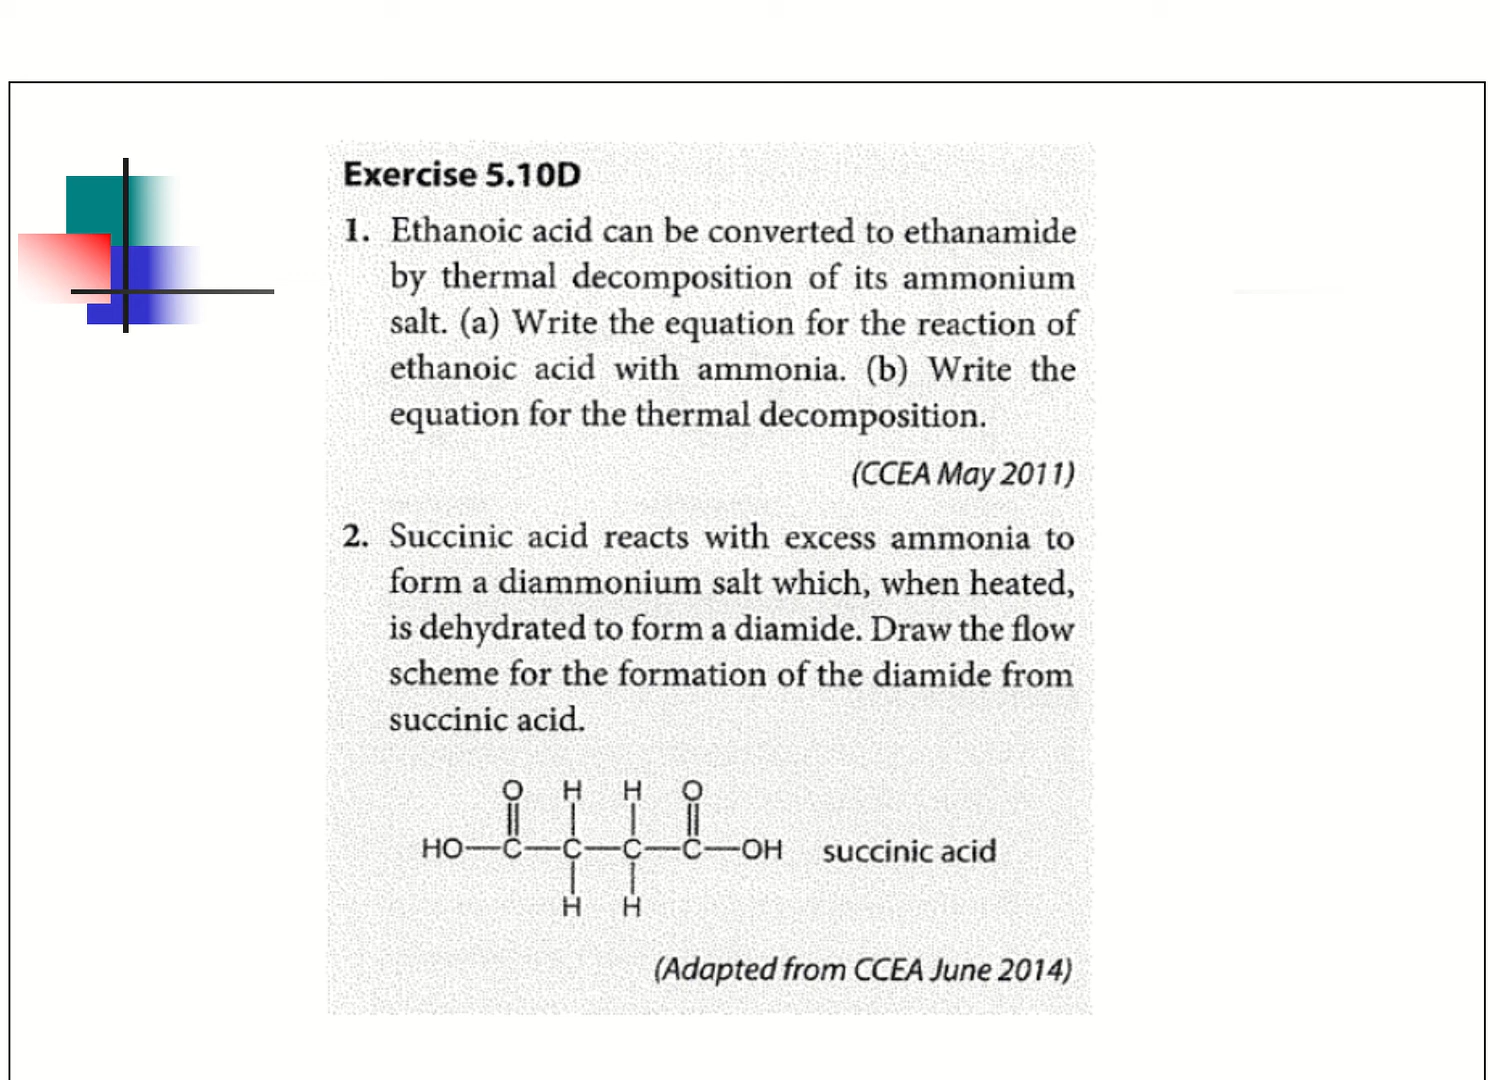 Exercise 5.10D
1. Ethanoic acid can be converted to ethanamide
by thermal decomposition of its ammonium
salt. (a) Write the equation for the reaction of
ethanoic acid with ammonia. (b) Write the
equation for the thermal decomposition.
(CCEA May 2011)
2. Succinic acid reacts with excess ammonia to
form a diammonium salt which, when heated,
is dehydrated to form a diamide. Draw the flow
scheme for the formation of the diamide from
succinic acid.
O H H O
HO—C—C—C—C—OH succinic acid
H H
(Adapted from CCEA June 2014)